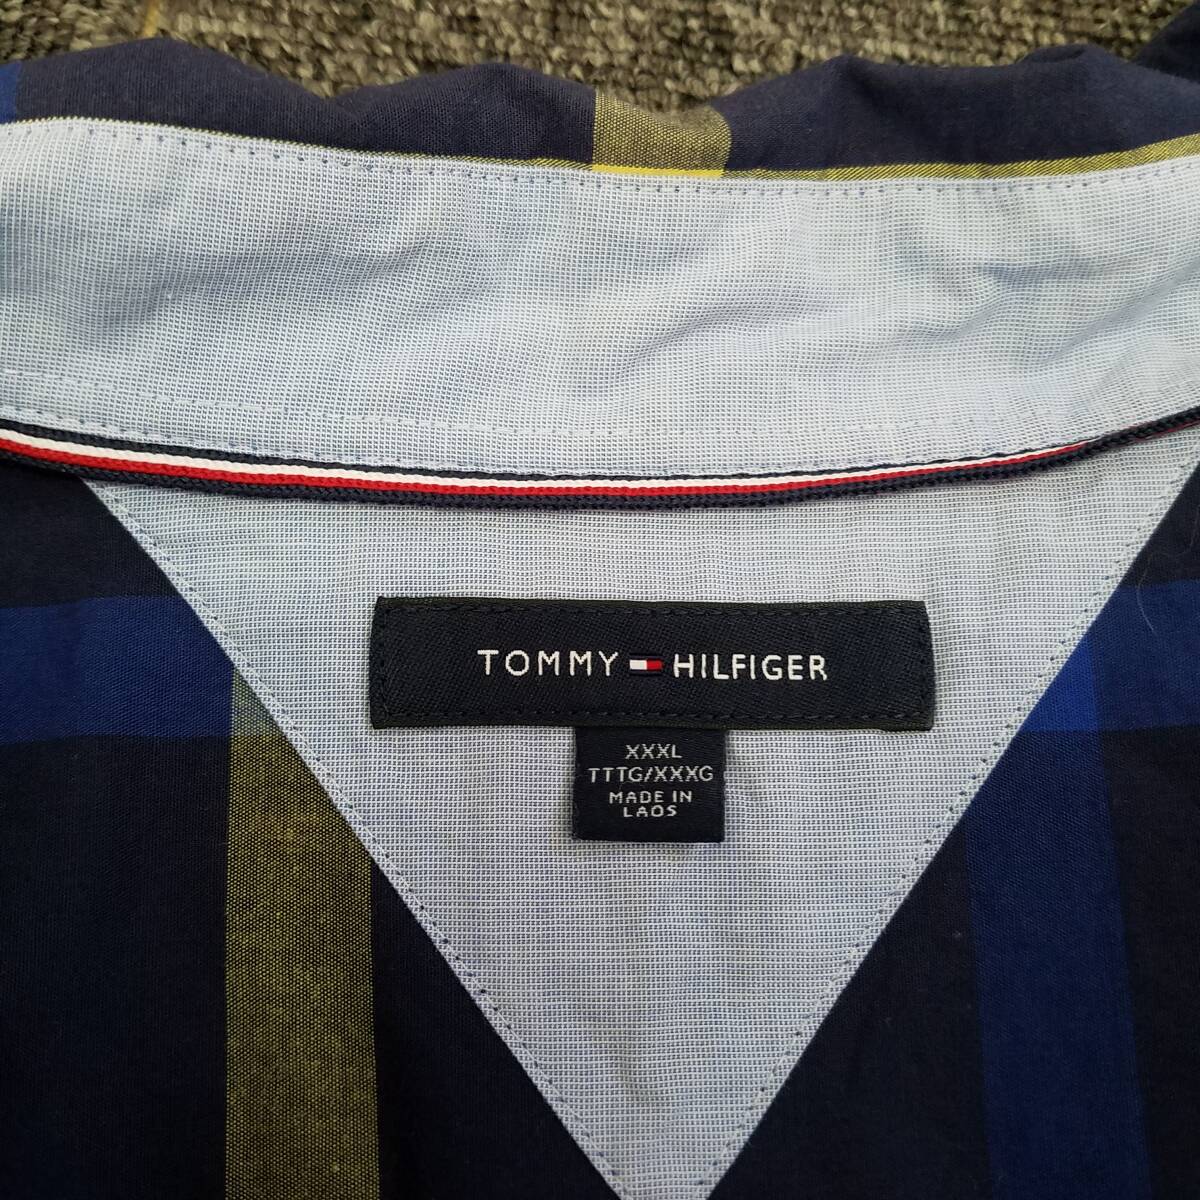 TOMMY HILFIGER
XXXL
TTTG/XXXG
MADE IN
LAOS